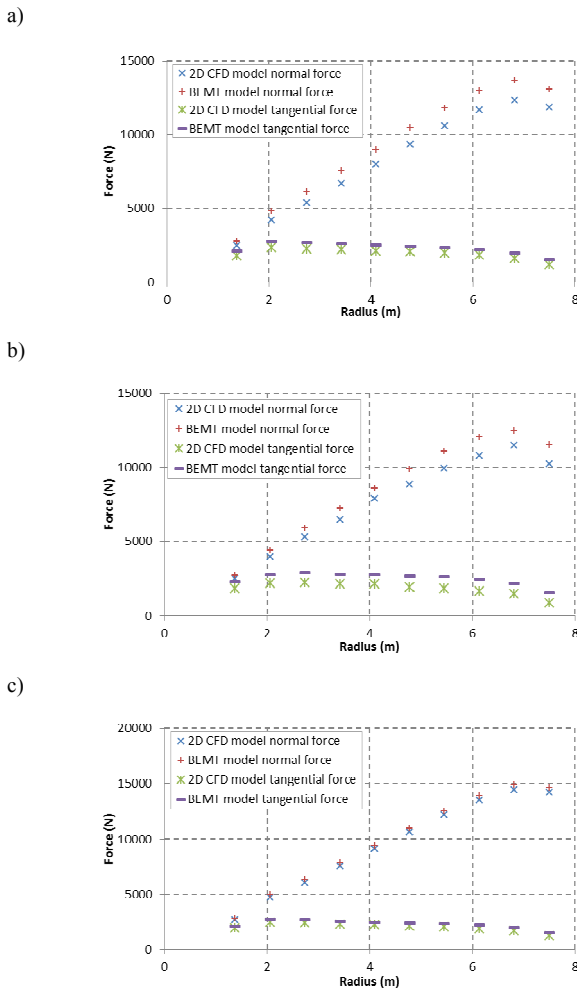 a)
15000
10000
5000
0
Force (N)
2D CFD model normal force
BEMT model normal force
2D CFD model tangential force
BEMT model tangential force
0 2 4 6 8
Radius (m)
b)
15000
10000
5000
0
Force (N)
2D CFD model normal force
BEMT model normal force
2D CFD model tangential force
BEMT model tangential force
0 2 4 6 8
Radius (m)
c)
20000
15000
10000
5000
0
Force (N)
2D CFD model normal force
BEMT model normal force
2D CFD model tangential force
BEMT model tangential force
0 2 4 6 8
Radius (m)